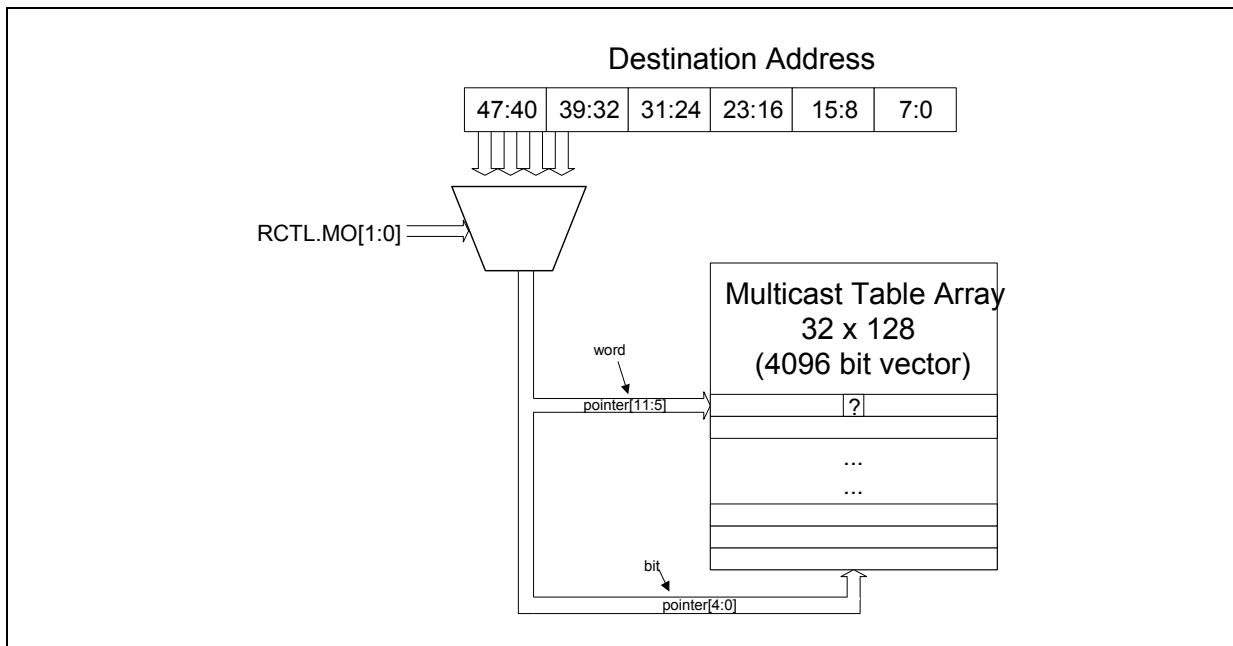 Destination Address
47:40 39:32 31:24 23:16 15:8 7:0
RCTL.MO[1:0]
Multicast Table Array
32 x 128
(4096 bit vector)
word
pointer[11:5]
?
...
...
bit
pointer[4:0]